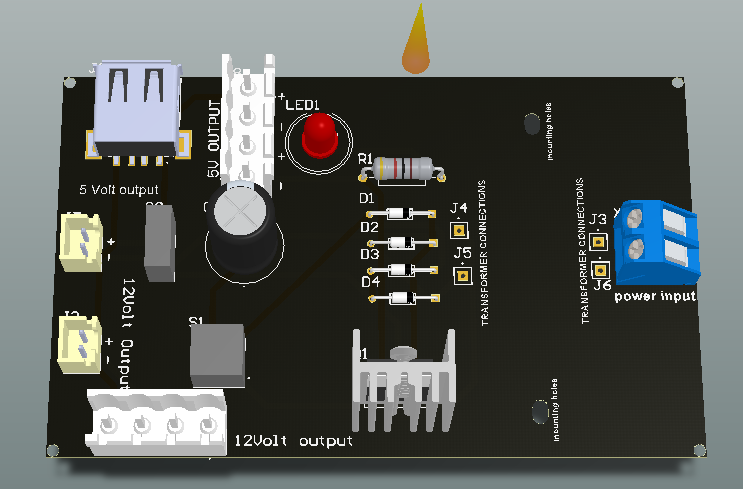 LED1
mounting holes
5V OUTPUT
+
+
R1
5 Volt output
D1
J4
D2
TRANSFORMER CONNECTIONS
TRANSFORMER CONNECTIONS
J3
+
D3
J5
D4
J6
power input
12Volt Output
S1
+
mounting holes
12Volt output